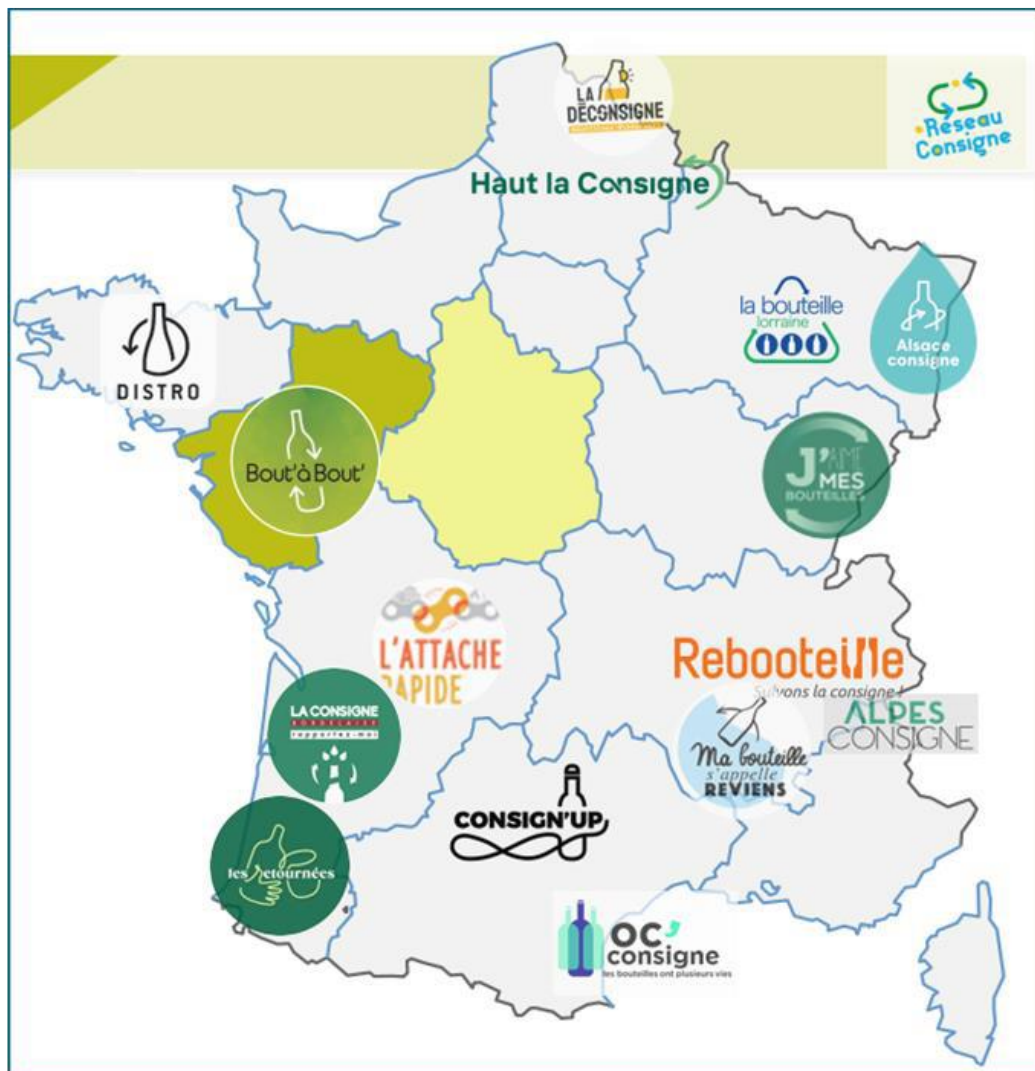 LA
DÉCONSIGNE
Réseau
Consigne
Haut la Consigne
la bouteille
lorraine
Alsace
consigne
DISTRO
Bout'à Bout'
J'AIME
MES
BOUTEILLES
L'ATTACHE
RAPIDE
Rebooteille
Suivons la consigne !
LA CONSIGNE
BORDELAISE
rapportez-moi
ALPES
CONSIGNE
Ma bouteille
s'appelle
REVIENS
CONSIGN'UP
les retournées
OC'
consigne
les bouteilles ont plusieurs vies